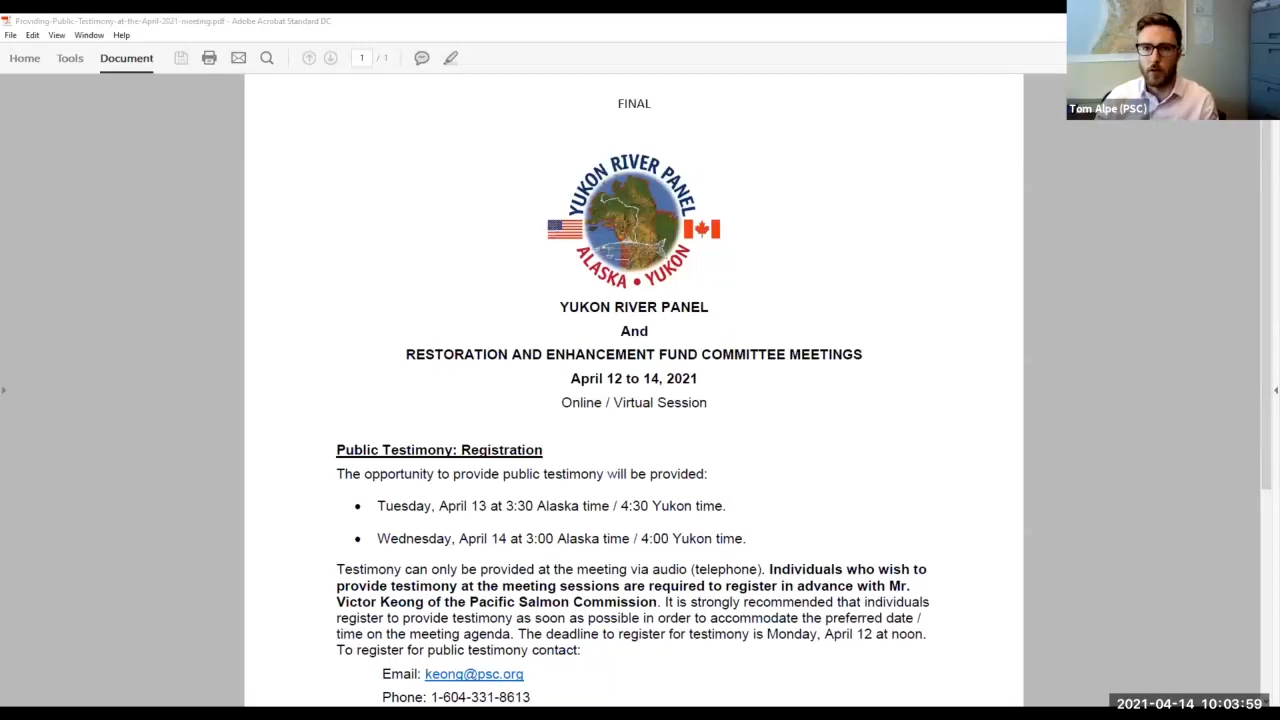 Providing-Public-Testimony-at-the-April-2021-meeting.pdf - Adobe Acrobat Standard DC
File Edit View Window Help
Home Tools Document 1 / 1
Tom Alpe (PSC)
FINAL
YUKON RIVER PANEL
ALASKA • YUKON
YUKON RIVER PANEL
And
RESTORATION AND ENHANCEMENT FUND COMMITTEE MEETINGS
April 12 to 14, 2021
Online / Virtual Session
Public Testimony: Registration
The opportunity to provide public testimony will be provided:
• Tuesday, April 13 at 3:30 Alaska time / 4:30 Yukon time.
• Wednesday, April 14 at 3:00 Alaska time / 4:00 Yukon time.
Testimony can only be provided at the meeting via audio (telephone). Individuals who wish to
provide testimony at the meeting sessions are required to register in advance with Mr.
Victor Keong of the Pacific Salmon Commission. It is strongly recommended that individuals
register to provide testimony as soon as possible in order to accommodate the preferred date /
time on the meeting agenda. The deadline to register for testimony is Monday, April 12 at noon.
To register for public testimony contact:
Email: keong@psc.org
Phone: 1-604-331-8613
2021-04-14 10:03:59